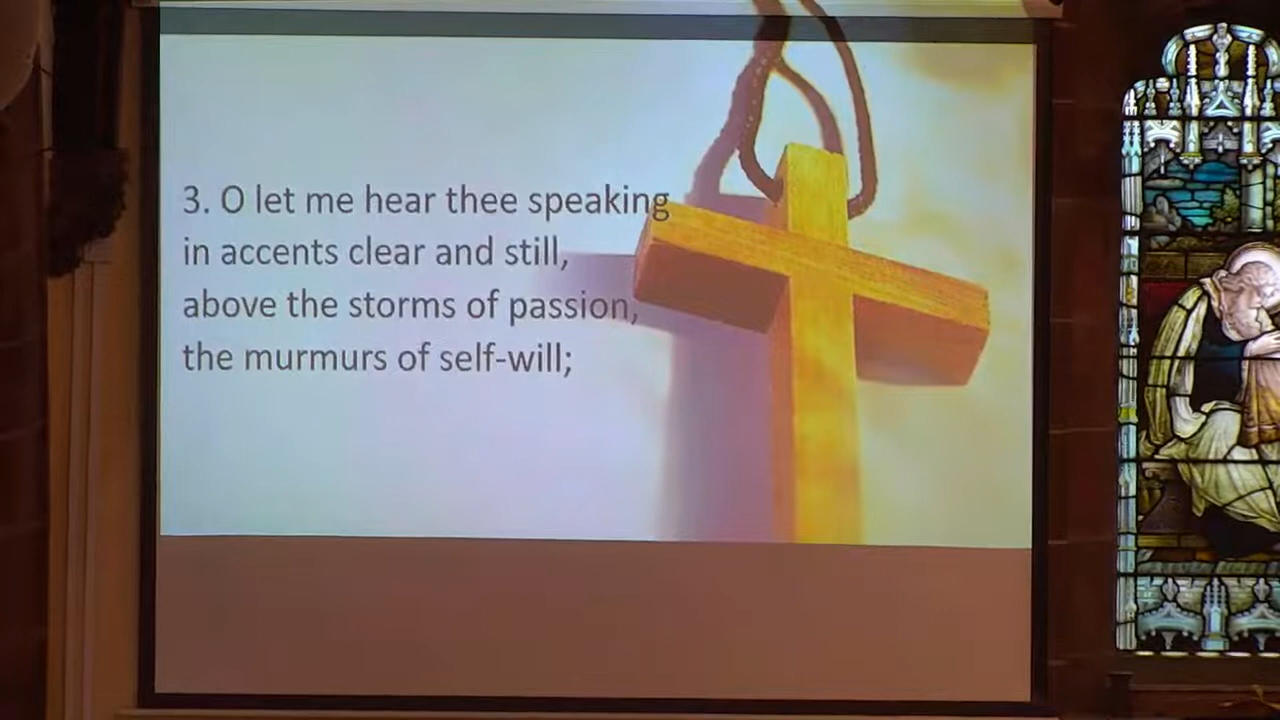 3. O let me hear thee speaking
in accents clear and still,
above the storms of passion,
the murmurs of self-will;